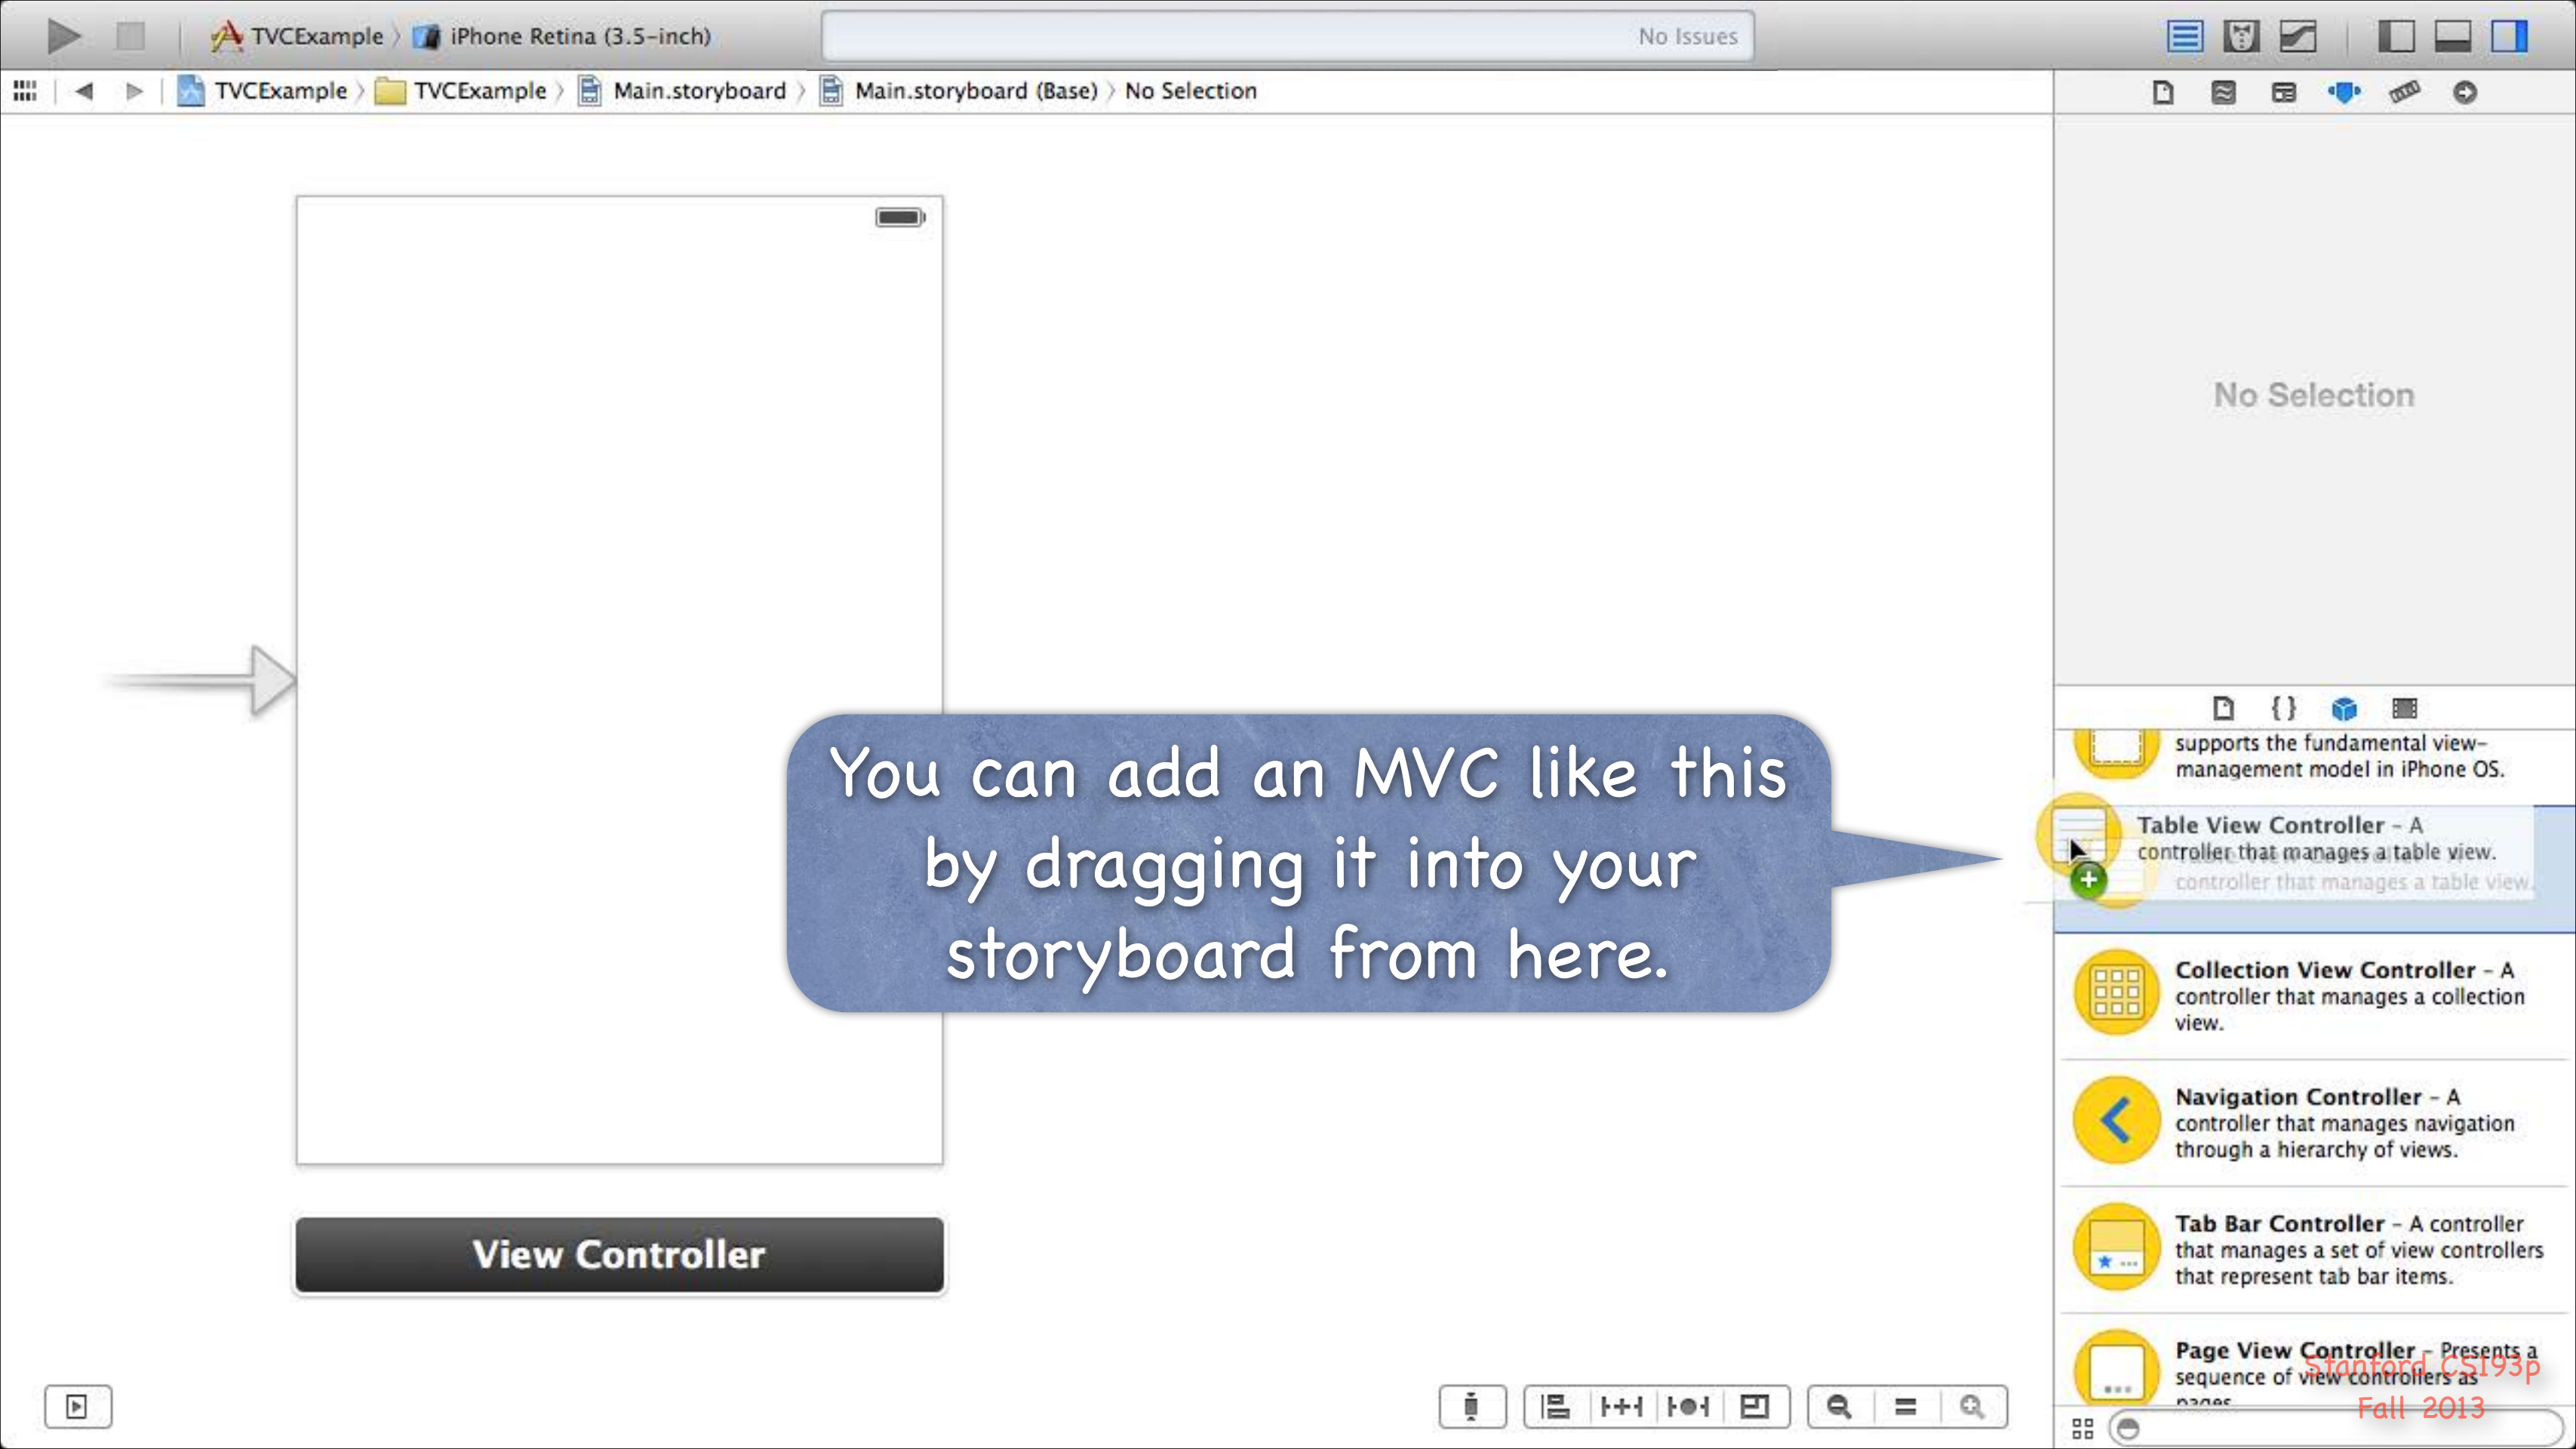 TVCExample 〉 iPhone Retina (3.5-inch)
No Issues
TVCExample 〉 TVCExample 〉 Main.storyboard 〉 Main.storyboard (Base) 〉 No Selection
No Selection
You can add an MVC like this
by dragging it into your
storyboard from here.
View Controller
supports the fundamental view-
management model in iPhone OS.
Table View Controller - A
controller that manages a table view.
controller that manages a table view.
Collection View Controller - A
controller that manages a collection
view.
Navigation Controller - A
controller that manages navigation
through a hierarchy of views.
Tab Bar Controller - A controller
that manages a set of view controllers
that represent tab bar items.
Page View Controller - Presents a
sequence of view controllers as
pages.
Stanford CS193p
Fall 2013